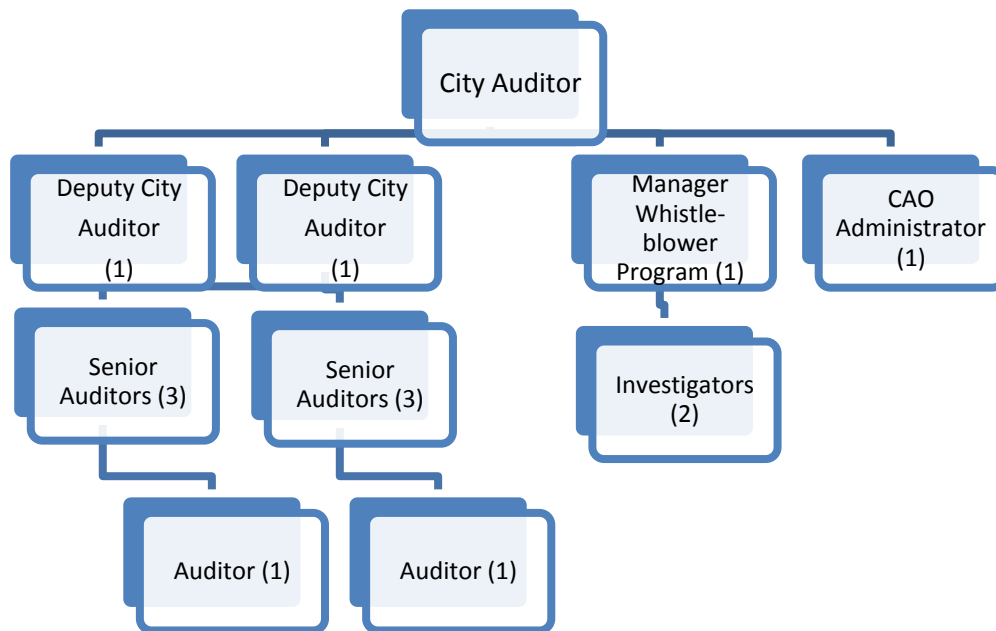 City Auditor
Deputy City
Auditor
(1)
Deputy City
Auditor
(1)
Manager
Whistle-
blower
Program (1)
CAO
Administrator
(1)
Senior
Auditors (3)
Senior
Auditors (3)
Investigators
(2)
Auditor (1)
Auditor (1)